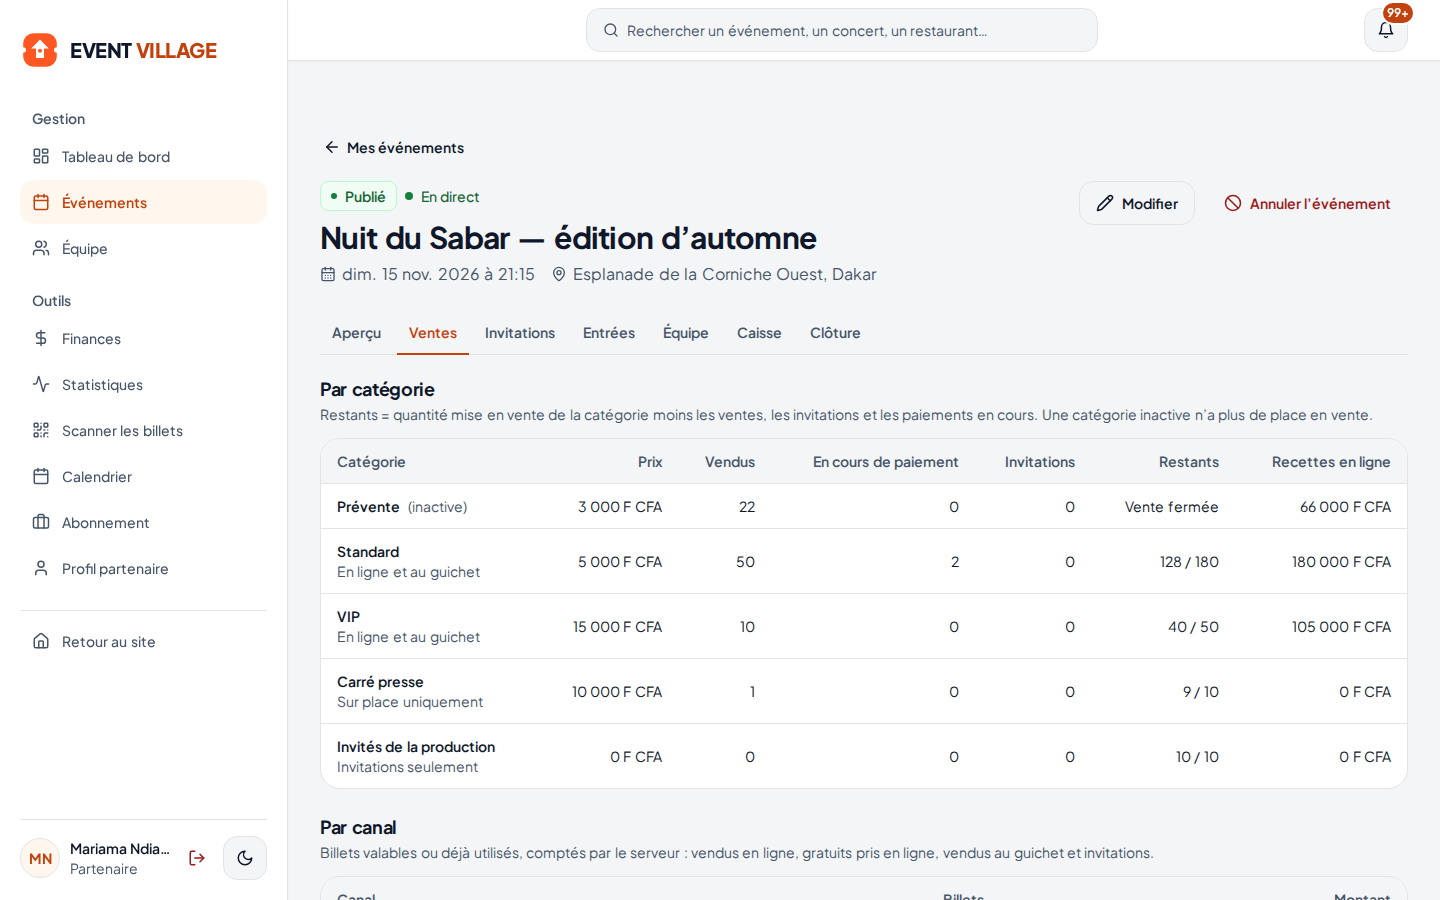 EVENT VILLAGE
Rechercher un événement, un concert, un restaurant...
99+
Gestion
Tableau de bord
Événements
Équipe
Outils
Finances
Statistiques
Scanner les billets
Calendrier
Abonnement
Profil partenaire
Retour au site
MN
Mariama Ndia...
Partenaire
Mes événements
Publié
En direct
Modifier
Annuler l’événement
Nuit du Sabar — édition d’automne
dim. 15 nov. 2026 à 21:15 Esplanade de la Corniche Ouest, Dakar
Aperçu Ventes Invitations Entrées Équipe Caisse Clôture
Par catégorie
Restants = quantité mise en vente de la catégorie moins les ventes, les invitations et les paiements en cours. Une catégorie inactive n’a plus de place en vente.
Catégorie Prix Vendus En cours de paiement Invitations Restants Recettes en ligne
Prévente (inactive) 3 000 F CFA 22 0 0 Vente fermée 66 000 F CFA
Standard
En ligne et au guichet
5 000 F CFA 50 2 0 128 / 180 180 000 F CFA
VIP
En ligne et au guichet
15 000 F CFA 10 0 0 40 / 50 105 000 F CFA
Carré presse
Sur place uniquement
10 000 F CFA 1 0 0 9 / 10 0 F CFA
Invités de la production
Invitations seulement
0 F CFA 0 0 0 10 / 10 0 F CFA
Par canal
Billets valables ou déjà utilisés, comptés par le serveur : vendus en ligne, gratuits pris en ligne, vendus au guichet et invitations.
Canal Billets Montant